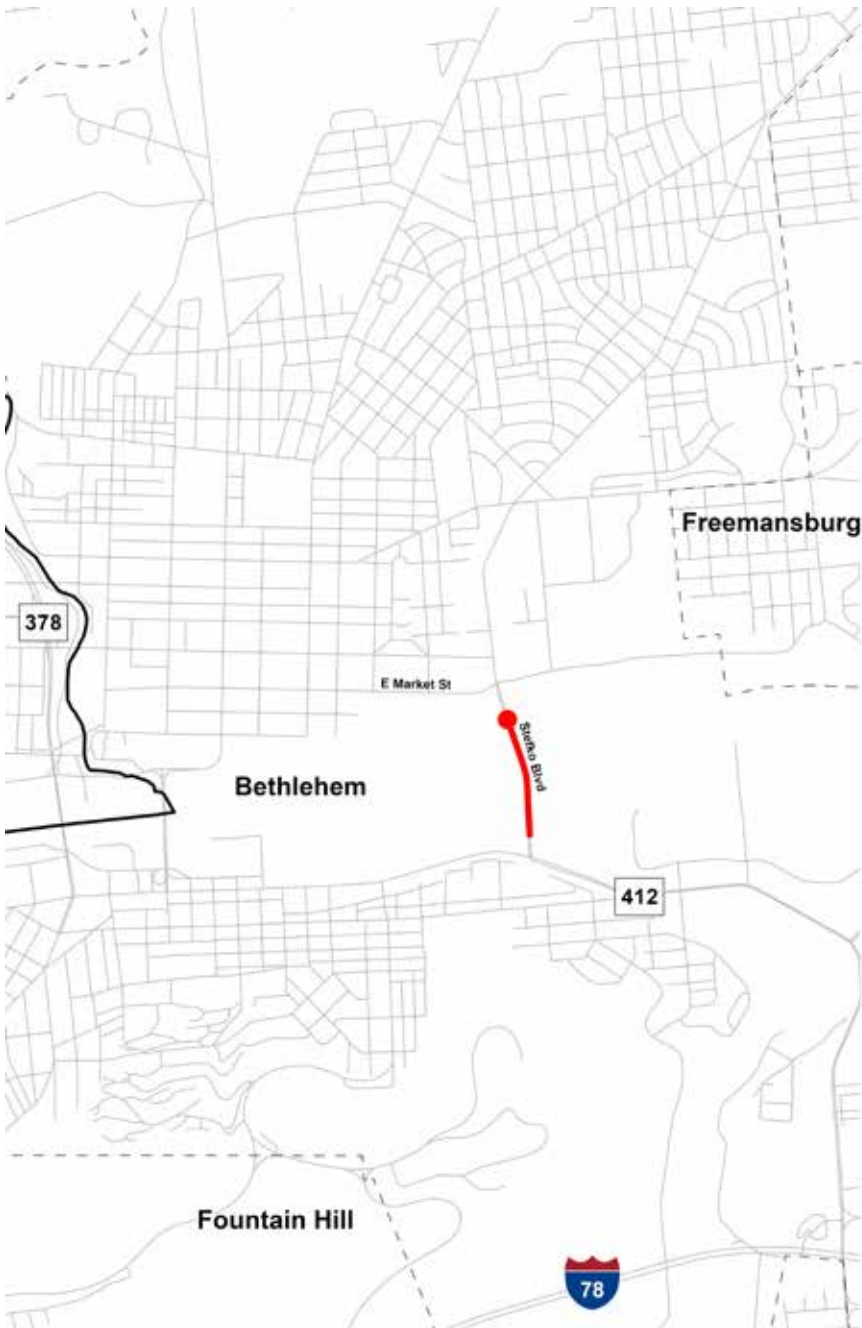 Freemansburg
378
E Market St
Stefko Blvd
Bethlehem
412
Fountain Hill
78